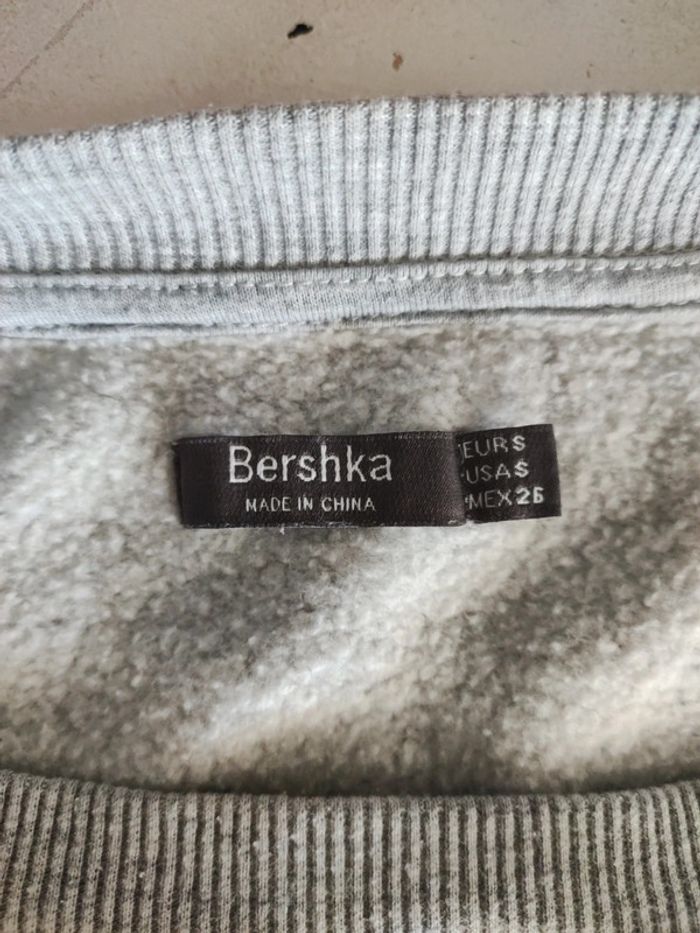 Bershka
MADE IN CHINA
EUR S
USA S
MEX 26